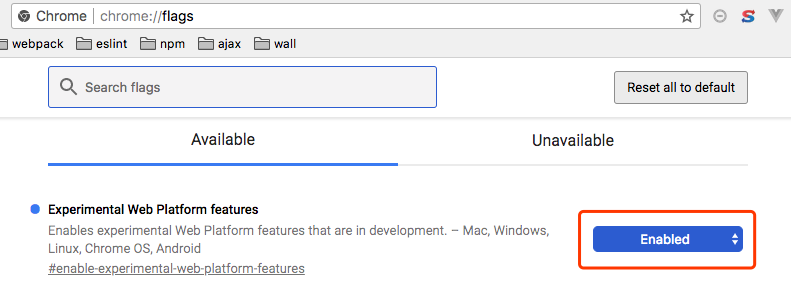 Chrome | chrome://flags
webpack eslint npm ajax wall
Search flags
Reset all to default
Available Unavailable
Experimental Web Platform features
Enables experimental Web Platform features that are in development. – Mac, Windows,
Linux, Chrome OS, Android
Enabled
#enable-experimental-web-platform-features